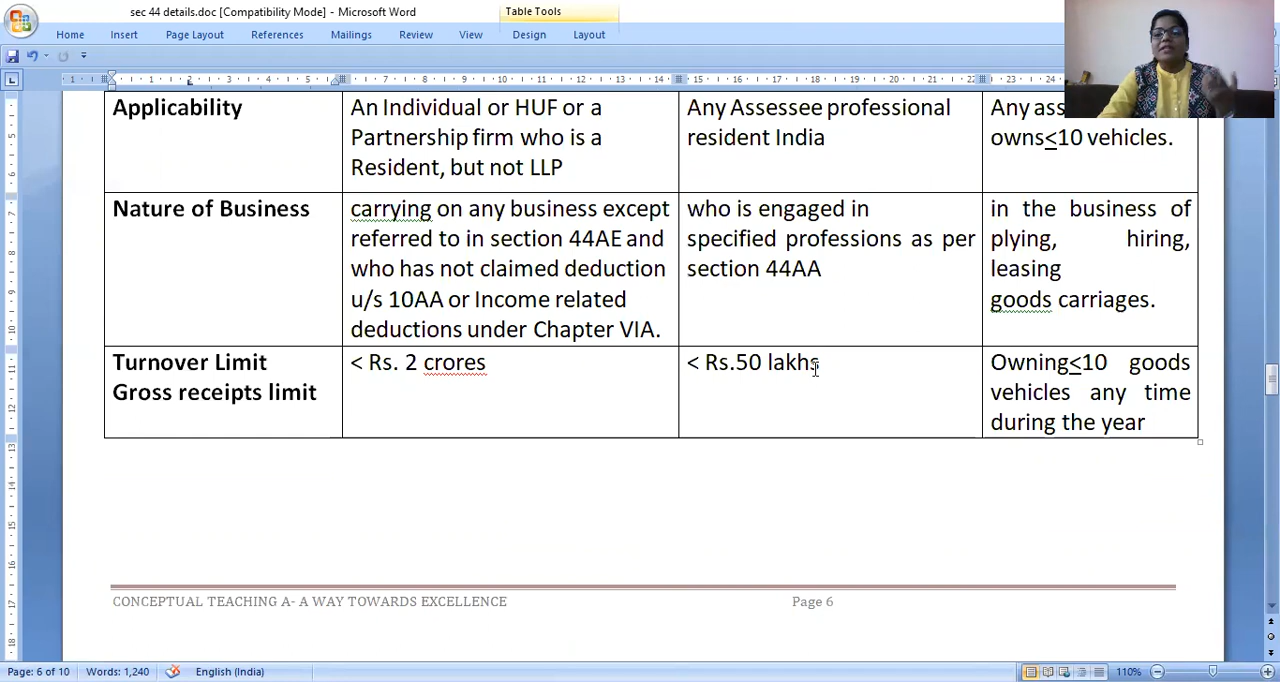 sec 44 details.doc [Compatibility Mode] - Microsoft Word
Table Tools
Home Insert Page Layout References Mailings Review View Design Layout
Applicability
An Individual or HUF or a
Partnership firm who is a
Resident, but not LLP
Any Assessee professional
resident India
Any ass
owns<10 vehicles.
Nature of Business
carrying on any business except
referred to in section 44AE and
who has not claimed deduction
u/s 10AA or Income related
deductions under Chapter VIA.
who is engaged in
specified professions as per
section 44AA
in the business of
plying, hiring,
leasing
goods carriages.
Turnover Limit
Gross receipts limit
< Rs. 2 crores
< Rs.50 lakhs
Owning<10 goods
vehicles any time
during the year
CONCEPTUAL TEACHING A- A WAY TOWARDS EXCELLENCE Page 6
Page: 6 of 10 Words: 1,240 English (India) 110%